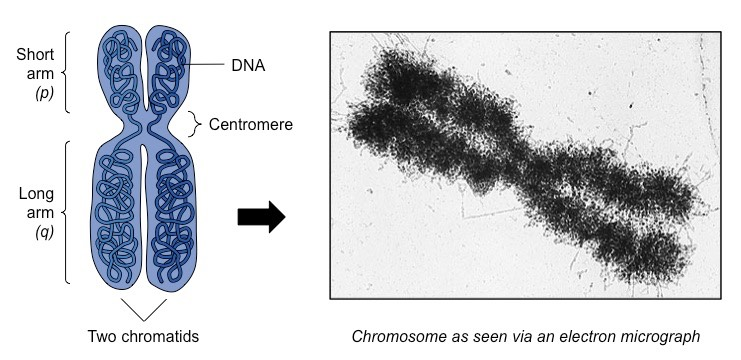 Short
arm
(p)
DNA
Centromere
Long
arm
(q)
Two chromatids
Chromosome as seen via an electron micrograph